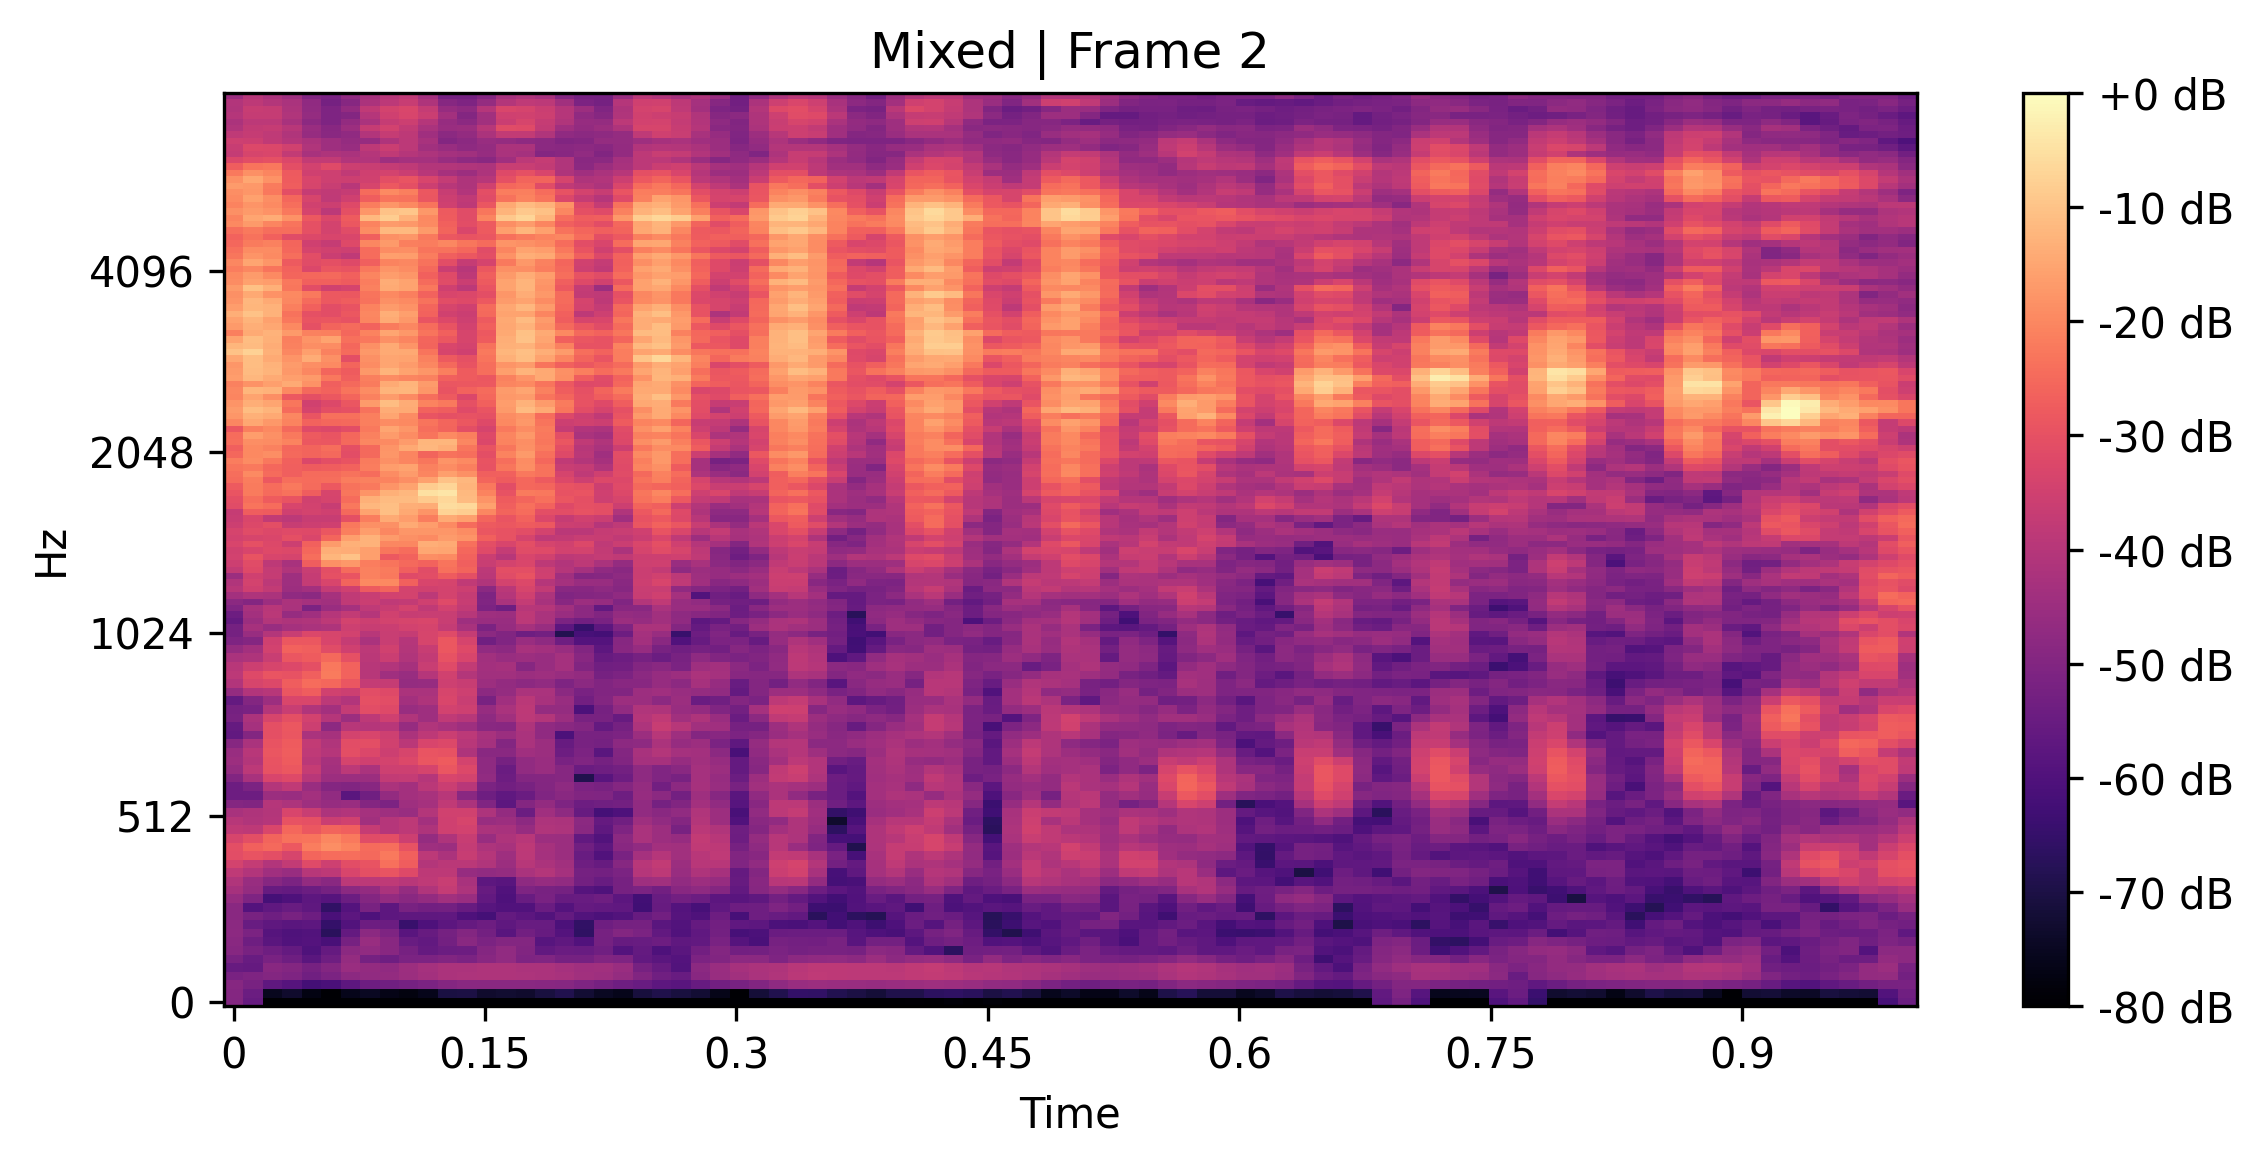 Mixed | Frame 2
+0 dB
-10 dB
-20 dB
-30 dB
-40 dB
-50 dB
-60 dB
-70 dB
-80 dB
4096
2048
1024
512
0
Hz
0 0.15 0.3 0.45 0.6 0.75 0.9
Time